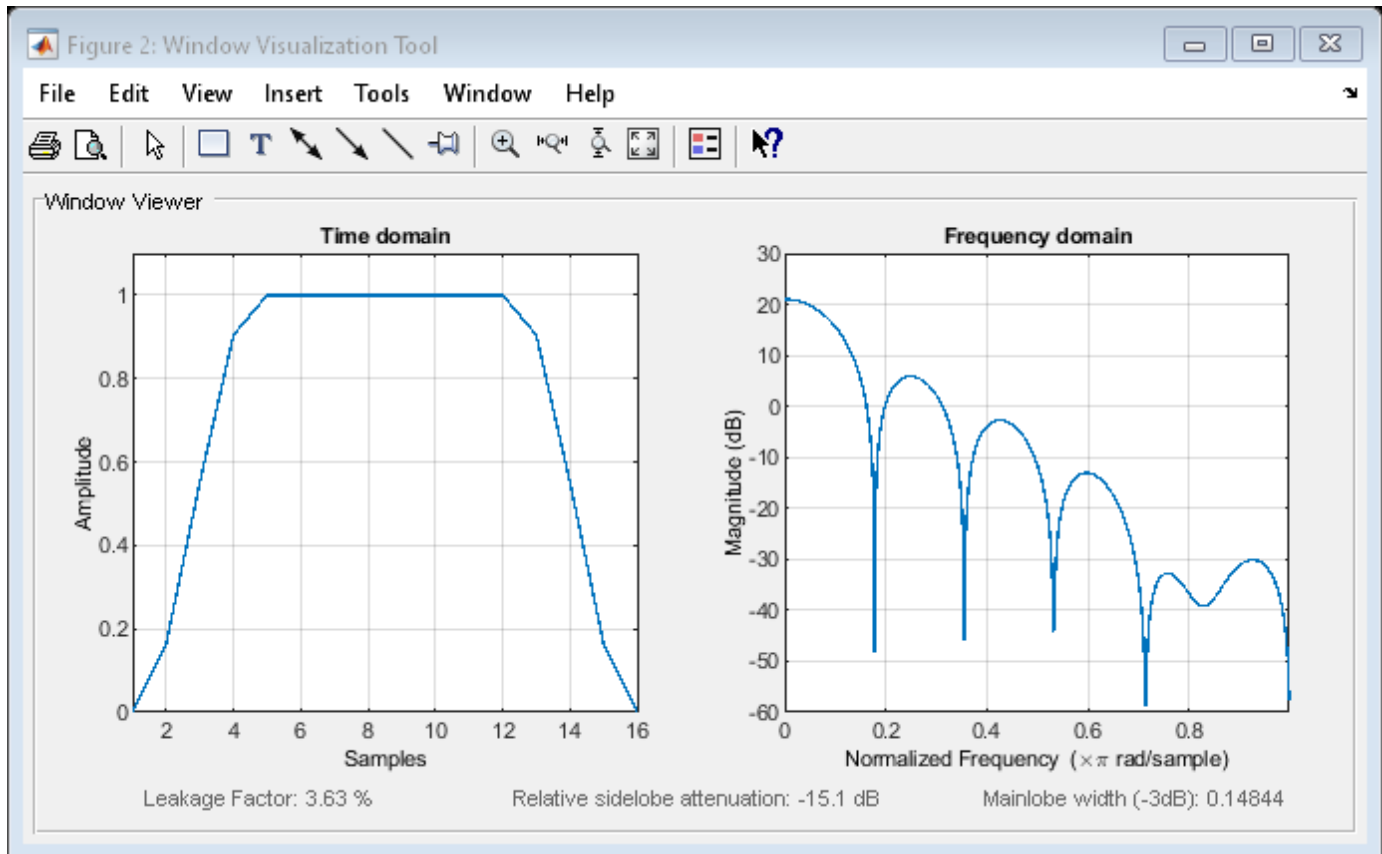 Figure 2: Window Visualization Tool
File Edit View Insert Tools Window Help
T ?
Window Viewer
Time domain
1
0.8
0.6
0.4
0.2
0
Amplitude
2 4 6 8 10 12 14 16
Samples
Frequency domain
30
20
10
0
-10
-20
-30
-40
-50
-60
Magnitude (dB)
0 0.2 0.4 0.6 0.8
Normalized Frequency (×π rad/sample)
Leakage Factor: 3.63 % Relative sidelobe attenuation: -15.1 dB Mainlobe width (-3dB): 0.14844